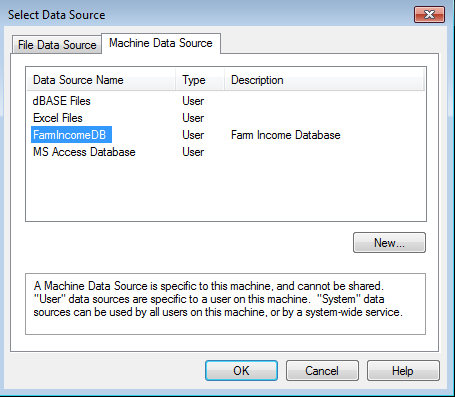 Select Data Source
File Data Source Machine Data Source
Data Source Name Type Description
dBASE Files User
Excel Files User
FarmIncomeDB User Farm Income Database
MS Access Database User
New...
A Machine Data Source is specific to this machine, and cannot be shared.
"User" data sources are specific to a user on this machine.  "System" data
sources can be used by all users on this machine, or by a system-wide service.
OK Cancel Help